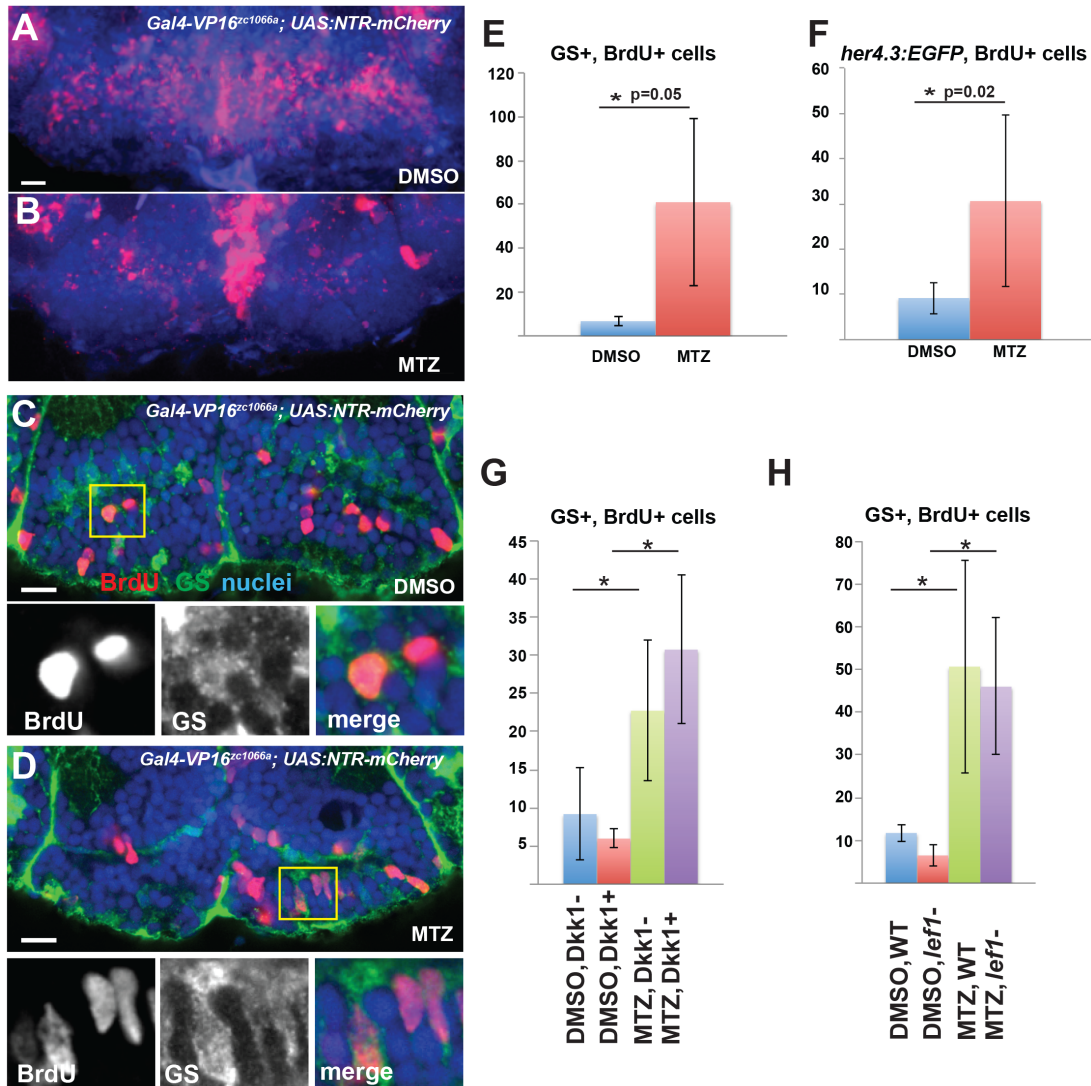 A
Gal4-VP16zc1066a; UAS:NTR-mCherry
DMSO
B
MTZ
C
Gal4-VP16zc1066a; UAS:NTR-mCherry
BrdU GS nuclei
DMSO
BrdU
GS
merge
D
Gal4-VP16zc1066a; UAS:NTR-mCherry
MTZ
BrdU
GS
merge
E
GS+, BrdU+ cells
120
100
80
60
40
20
* p=0.05
DMSO
MTZ
F
her4.3:EGFP, BrdU+ cells
60
50
40
30
20
10
* p=0.02
DMSO
MTZ
G
GS+, BrdU+ cells
45
40
35
30
25
20
15
10
5
*
*
DMSO, Dkk1-
DMSO, Dkk1+
MTZ, Dkk1-
MTZ, Dkk1+
H
GS+, BrdU+ cells
80
70
60
50
40
30
20
10
*
*
DMSO, WT
DMSO, lef1-
MTZ, WT
MTZ, lef1-